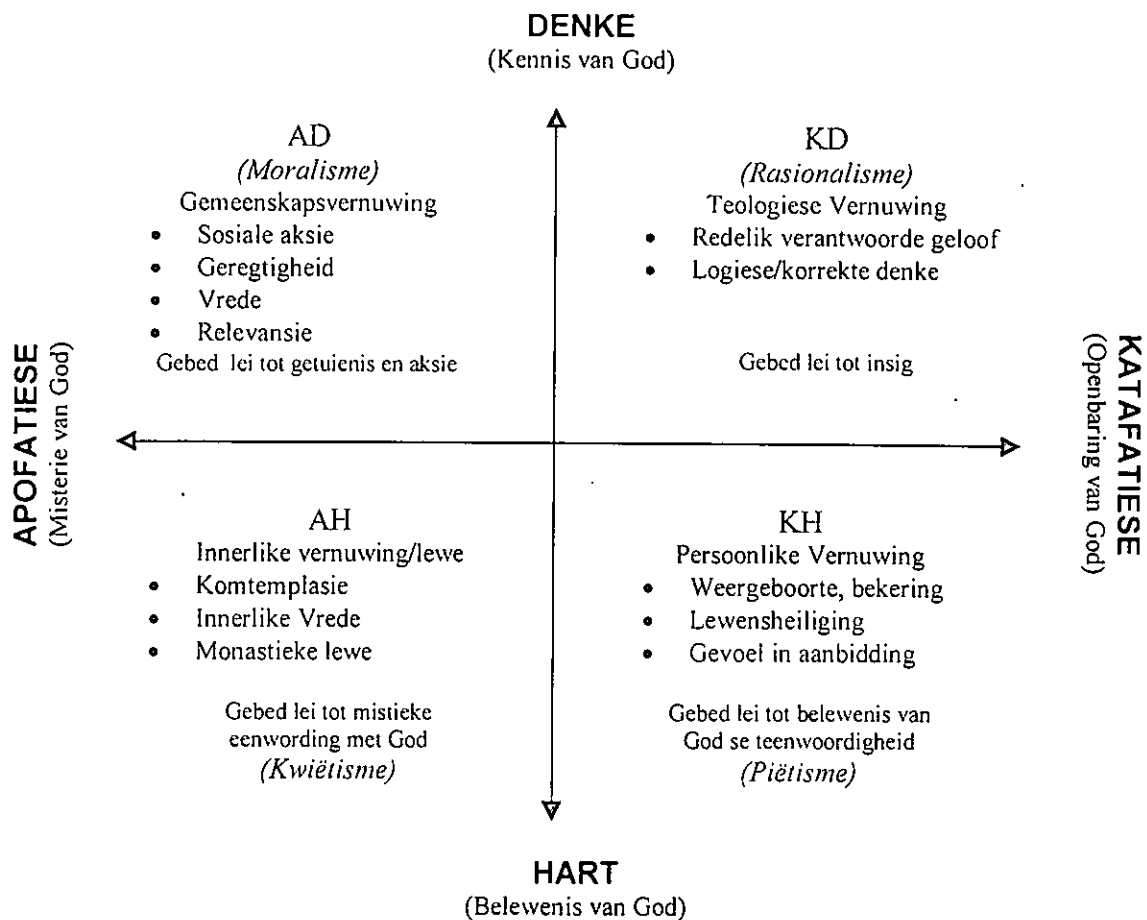 DENKE
(Kennis van God)
AD
(Moralisme)
Gemeenskapsvernuwing
• Sosiale aksie
• Geregtigheid
• Vrede
• Relevansie
Gebed lei tot getuienis en aksie
KD
(Rasionalisme)
Teologiese Vernuwing
• Redelik verantwoorde geloof
• Logiese/korrekte denke
Gebed lei tot insig
APOFATIESE
(Misterie van God)
KATAFATIESE
(Openbaring van God)
AH
Innerlike vernuwing/lewe
• Komtemplasie
• Innerlike Vrede
• Monastieke lewe
Gebed lei tot mistieke
eenwording met God
(Kwiëtisme)
KH
Persoonlike Vernuwing
• Weergeboorte, bekering
• Lewensheiliging
• Gevoel in aanbidding
Gebed lei tot belewenis van
God se teenwoordigheid
(Piëtisme)
HART
(Belewenis van God)